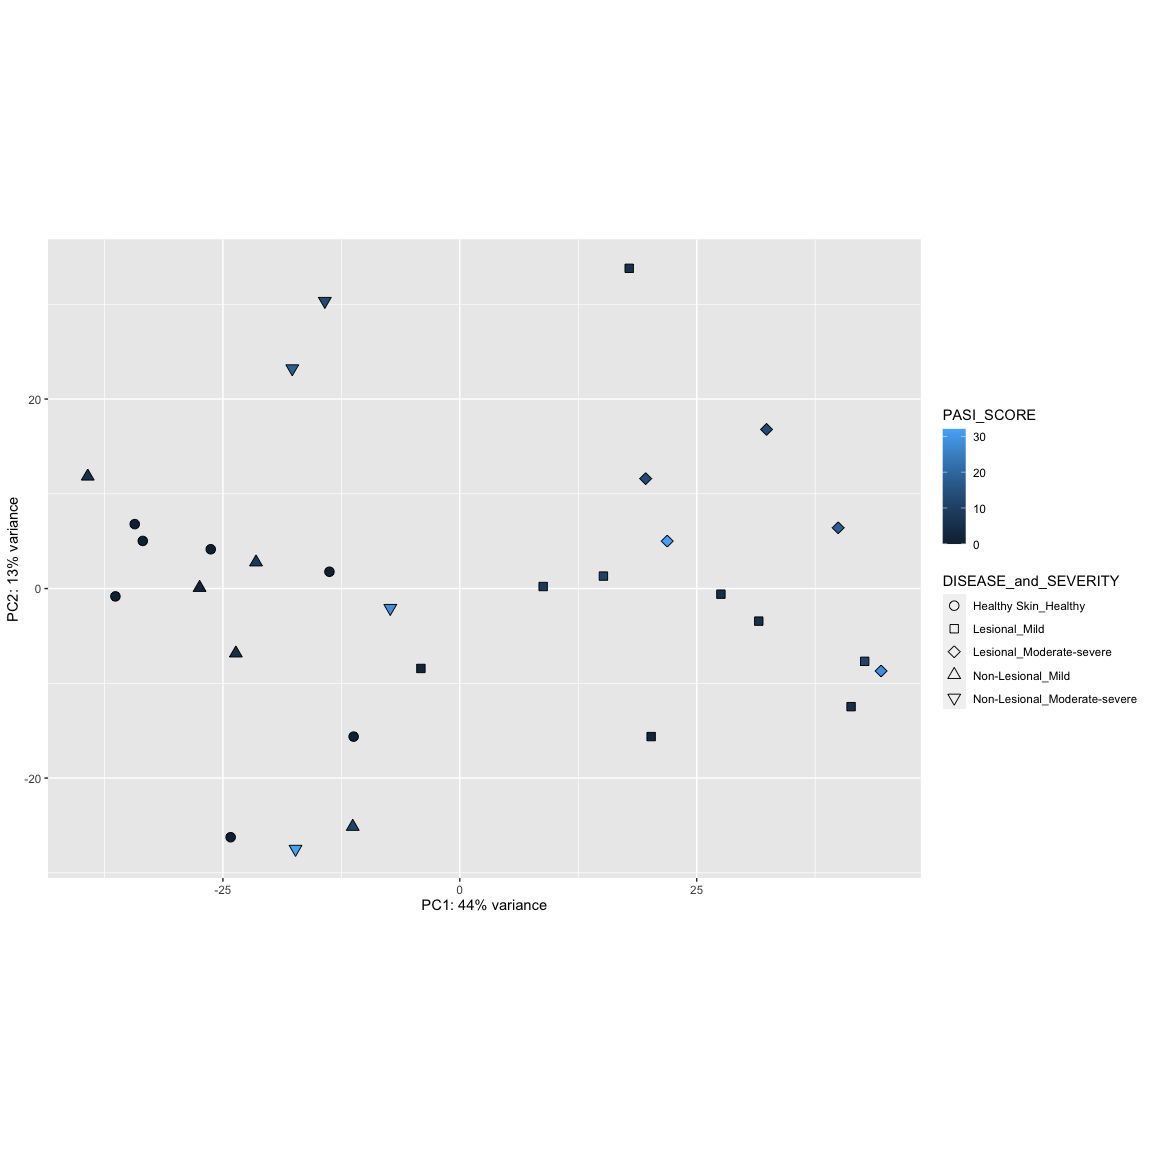 PC2: 13% variance
20
0
-20
-25
0
25
PC1: 44% variance
PASI_SCORE
30
20
10
0
DISEASE_and_SEVERITY
Healthy Skin_Healthy
Lesional_Mild
Lesional_Moderate-severe
Non-Lesional_Mild
Non-Lesional_Moderate-severe